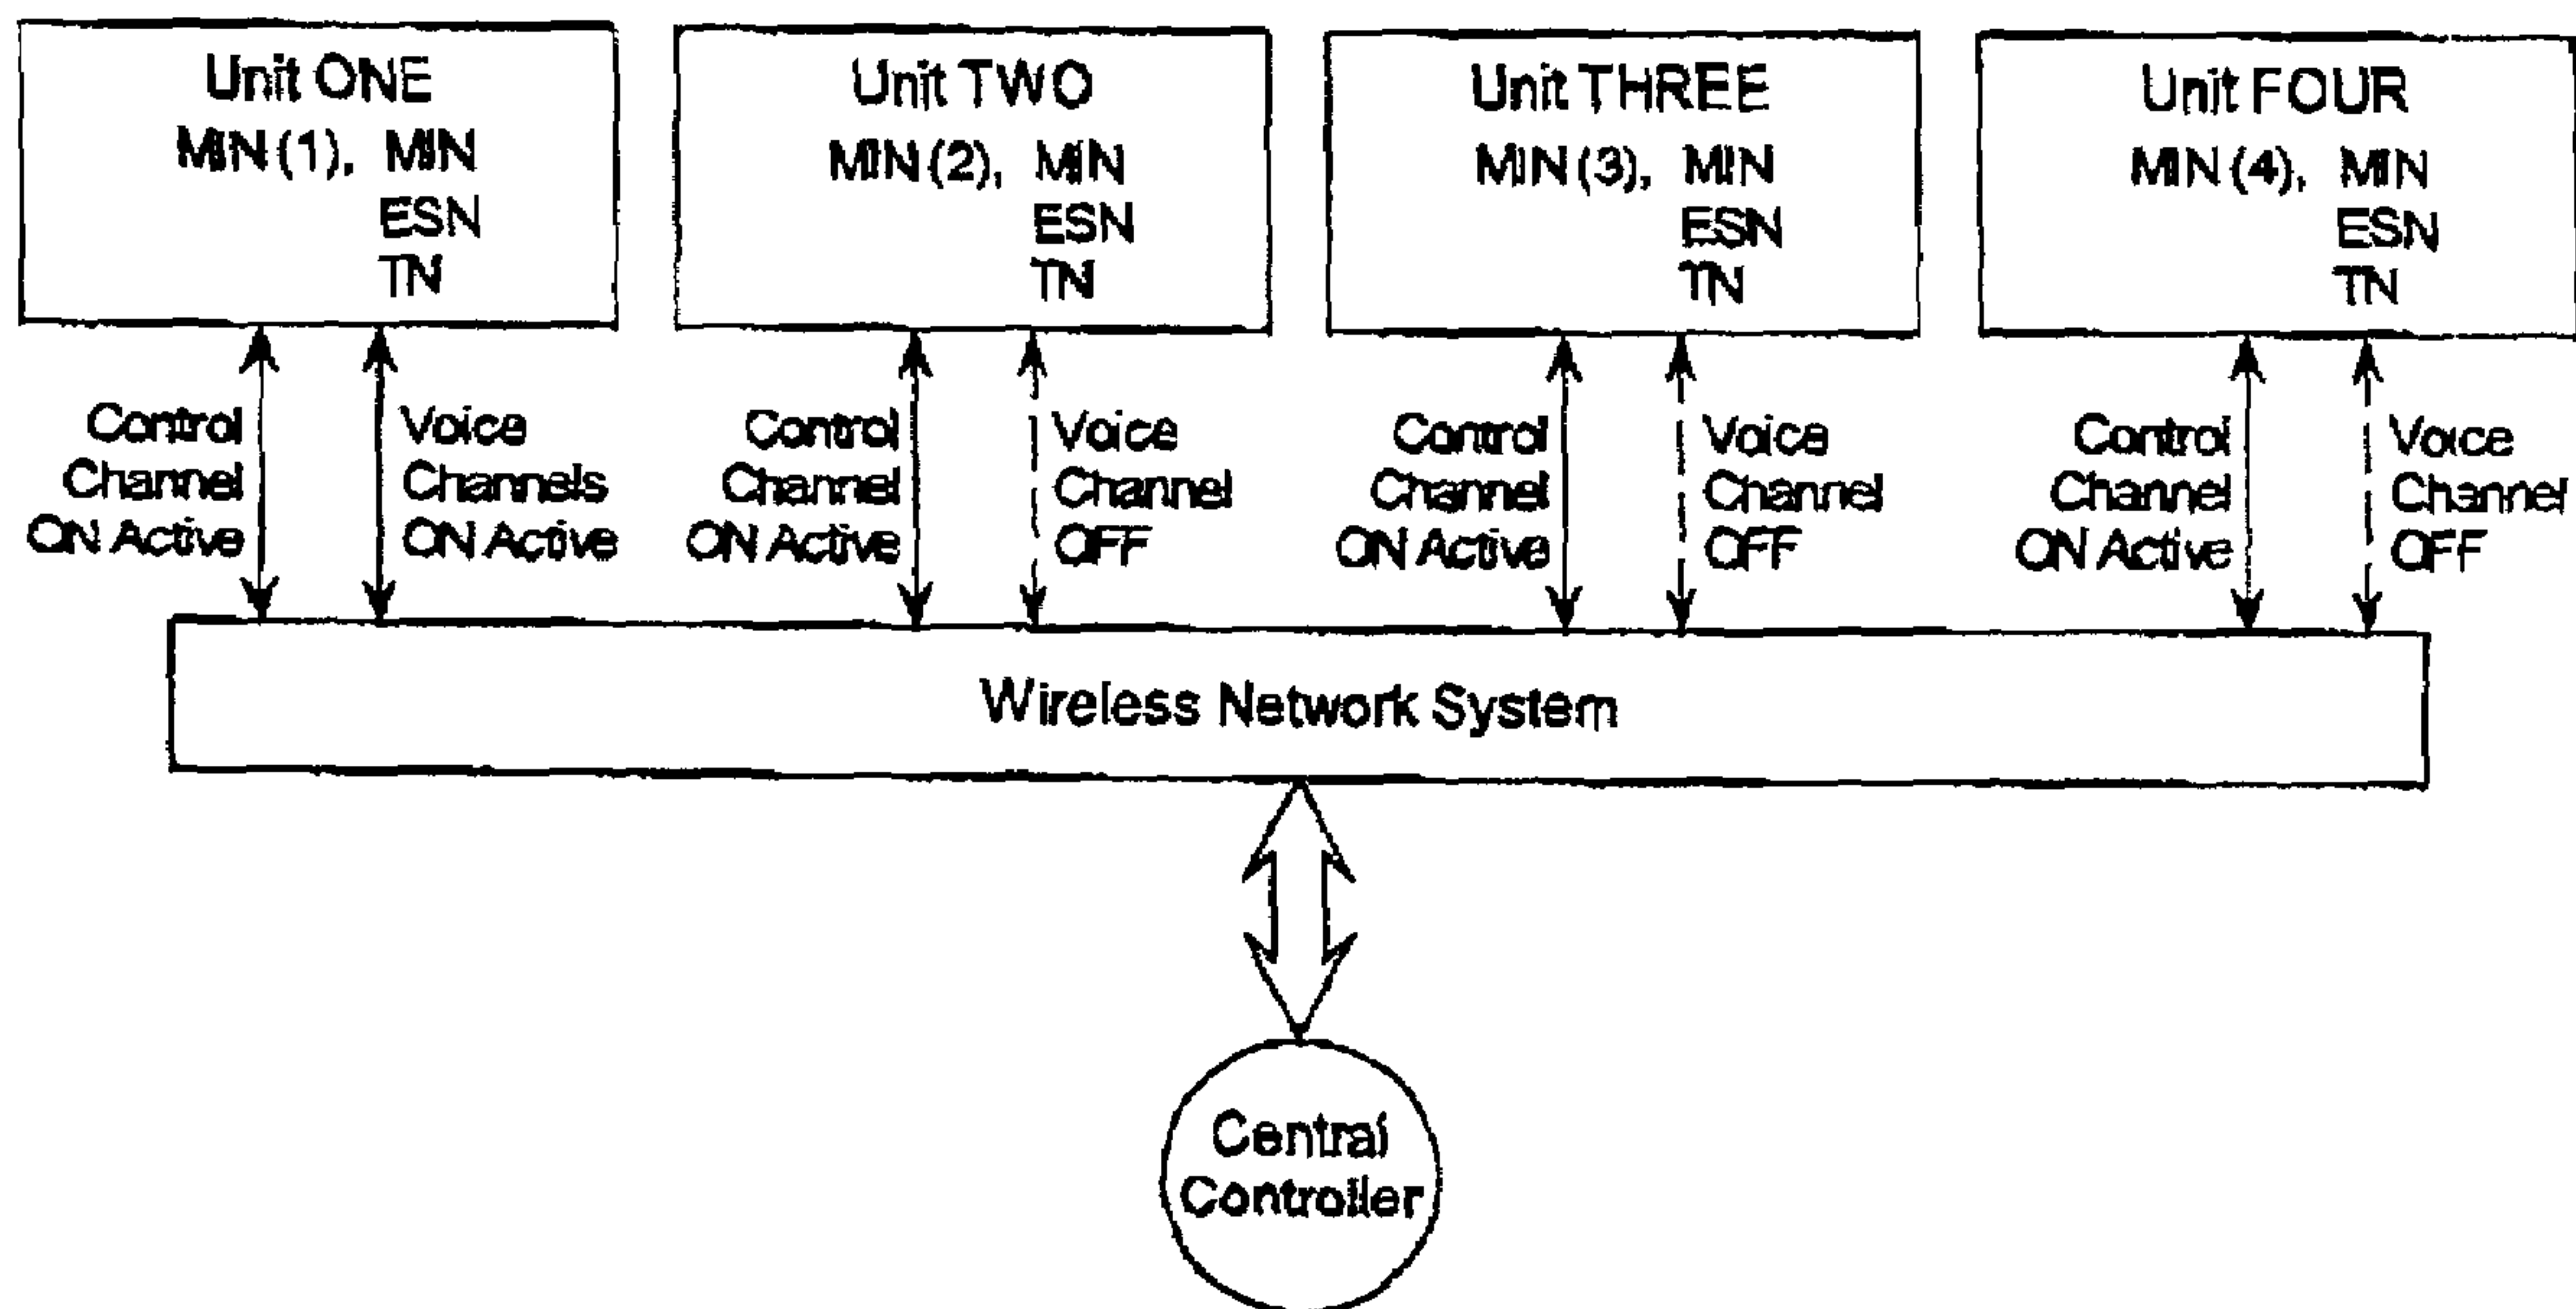 Unit ONE
MIN (1), MIN
ESN
TN
Unit TWO
MIN (2), MIN
ESN
TN
Unit THREE
MIN (3), MIN
ESN
TN
Unit FOUR
MIN (4), MIN
ESN
TN
Control
Channel
ON Active
Voice
Channels
ON Active
Control
Channel
ON Active
Voice
Channel
OFF
Control
Channel
ON Active
Voice
Channel
OFF
Control
Channel
ON Active
Voice
Channel
OFF
Wireless Network System
Central
Controller